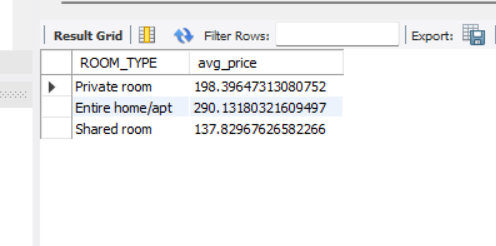 Result Grid Filter Rows: Export:
ROOM_TYPE avg_price
Private room 198.39647313080752
Entire home/apt 290.13180321609497
Shared room 137.82967626582266